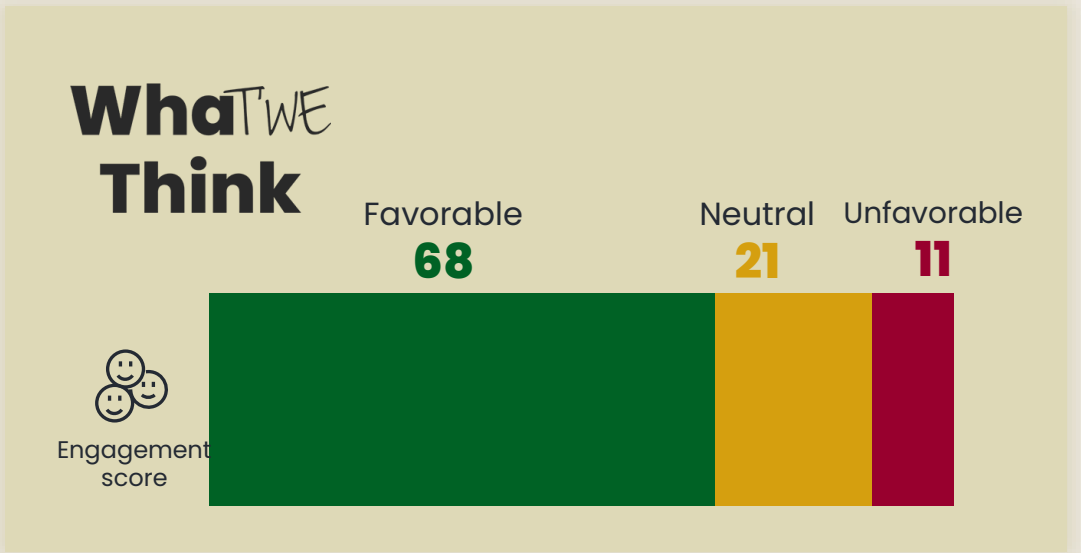 WhaT WE
Think
Favorable
Neutral
Unfavorable
68
21
11
Engagement
score